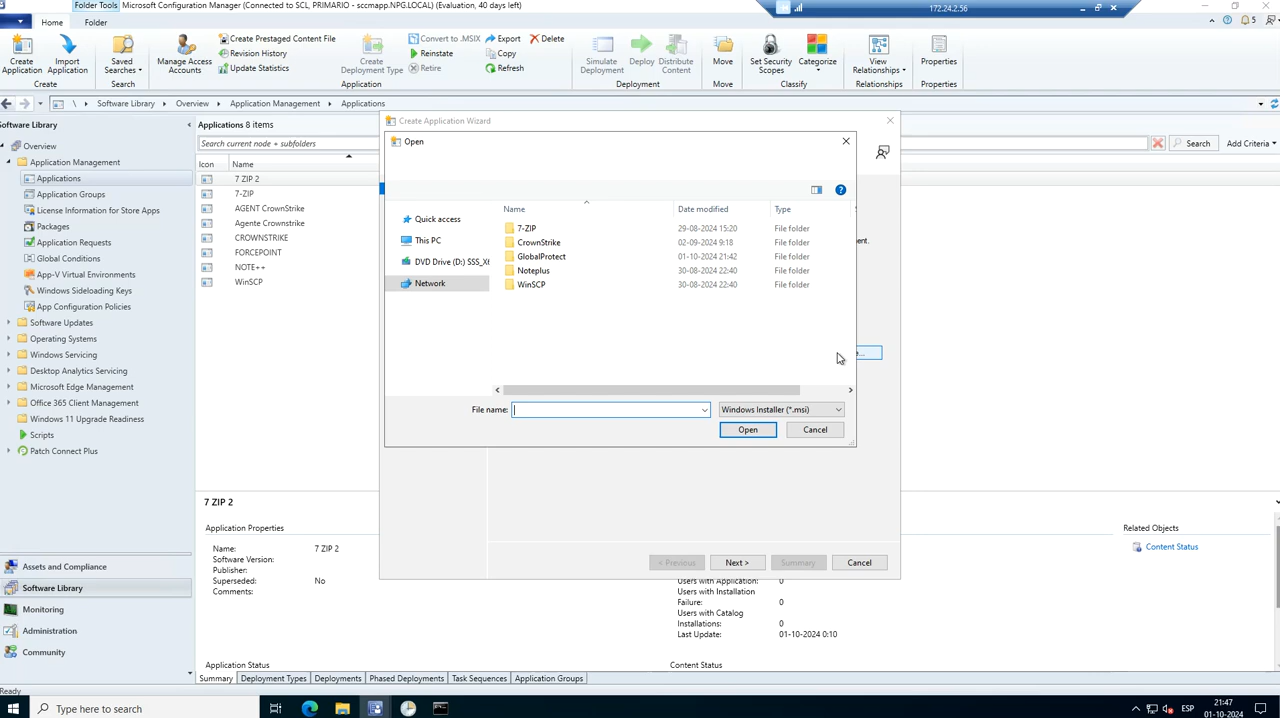 Folder Tools
Microsoft Configuration Manager (Connected to SCL, PRIMARIO - sccmapp.NPG.LOCAL) (Evaluation, 40 days left)
172.24.2.56
Home
Folder
5
Create Application
Import Application
Create
Saved Searches
Search
Manage Access Accounts
Create Prestaged Content File
Revision History
Update Statistics
Create Deployment Type
Convert to .MSIX
Reinstate
Retire
Export
Copy
Refresh
Delete
Application
Simulate Deployment
Deploy
Distribute Content
Deployment
Move
Move
Set Security Scopes
Categorize
Classify
View Relationships
Relationships
Properties
Properties
\ Software Library Overview Application Management Applications
Software Library
Overview
Application Management
Applications
Application Groups
License Information for Store Apps
Packages
Application Requests
Global Conditions
App-V Virtual Environments
Windows Sideloading Keys
App Configuration Policies
Software Updates
Operating Systems
Windows Servicing
Desktop Analytics Servicing
Microsoft Edge Management
Office 365 Client Management
Windows 11 Upgrade Readiness
Scripts
Patch Connect Plus
Assets and Compliance
Software Library
Monitoring
Administration
Community
Applications 8 items
Search current node + subfolders
Search
Add Criteria
Icon Name
7 ZIP 2
7-ZIP
AGENT CrownStrike
Agente Crownstrike
CROWNSTRIKE
FORCEPOINT
NOTE++
WinSCP
Create Application Wizard
Open
Quick access
This PC
DVD Drive (D:) SSS_X6
Network
Name Date modified Type
7-ZIP 29-08-2024 15:20 File folder
CrownStrike 02-09-2024 9:18 File folder
GlobalProtect 01-10-2024 21:42 File folder
Noteplus 30-08-2024 22:40 File folder
WinSCP 30-08-2024 22:40 File folder
File name:
Windows Installer (*.msi)
Open
Cancel
ent.
e...
< Previous
Next >
Summary
Cancel
7 ZIP 2
Application Properties
Name: 7 ZIP 2
Software Version:
Publisher:
Superseded: No
Comments:
Users with Application: 0
Users with Installation Failure: 0
Users with Catalog Installations: 0
Last Update: 01-10-2024 0:10
Related Objects
Content Status
Application Status
Content Status
Summary
Deployment Types
Deployments
Phased Deployments
Task Sequences
Application Groups
Ready
Type here to search
ESP
21:47
01-10-2024